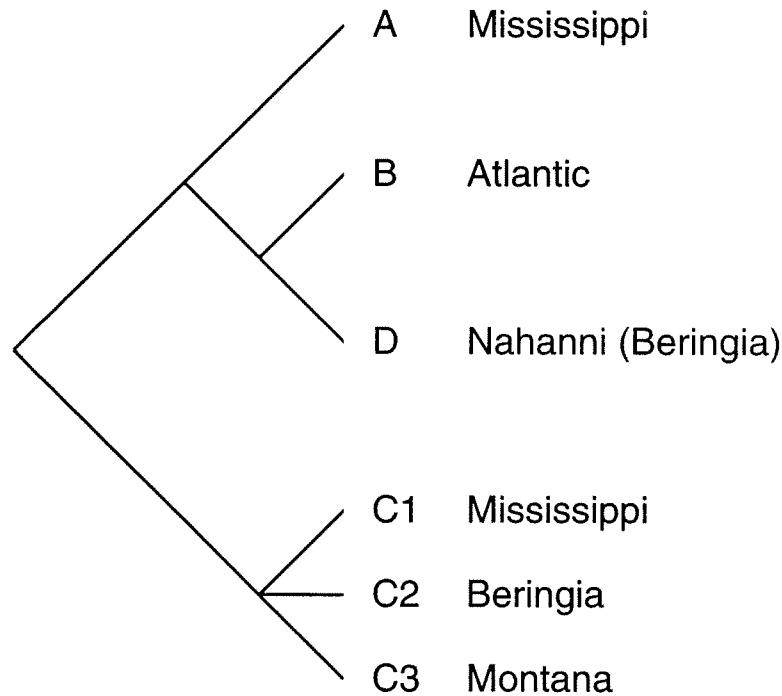 A Mississippi
B Atlantic
D Nahanni (Beringia)
C1 Mississippi
C2 Beringia
C3 Montana